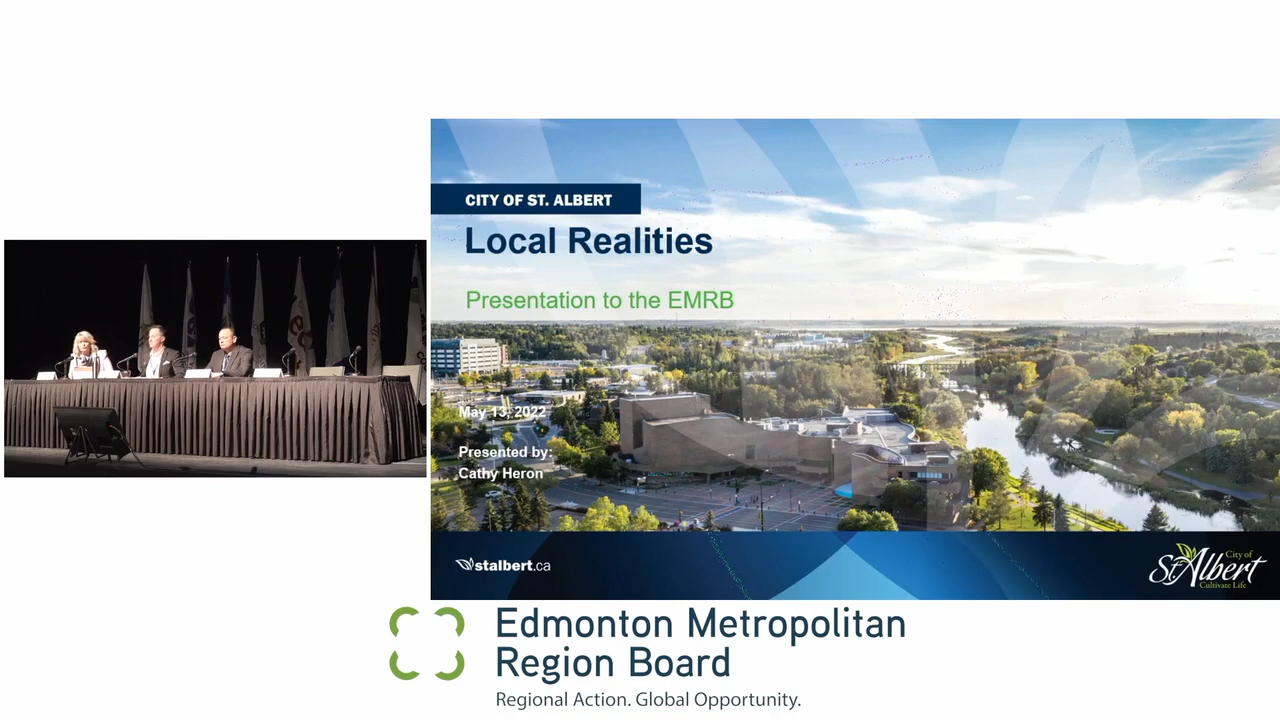 CITY OF ST. ALBERT
Local Realities
Presentation to the EMRB
May 13, 2022
Presented by:
Cathy Heron
stalbert.ca
City of
St. Albert
Cultivate Life
Edmonton Metropolitan
Region Board
Regional Action. Global Opportunity.